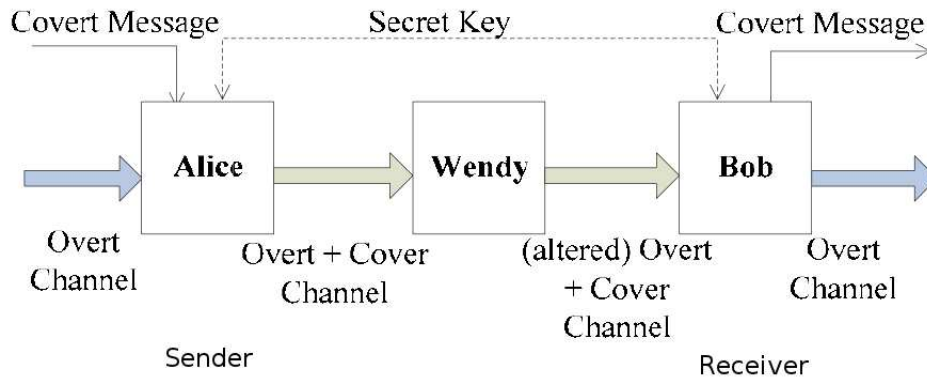 Covert Message
Secret Key
Covert Message
Alice
Wendy
Bob
Overt
Channel
Overt + Cover
Channel
(altered) Overt
+ Cover
Channel
Overt
Channel
Sender
Receiver